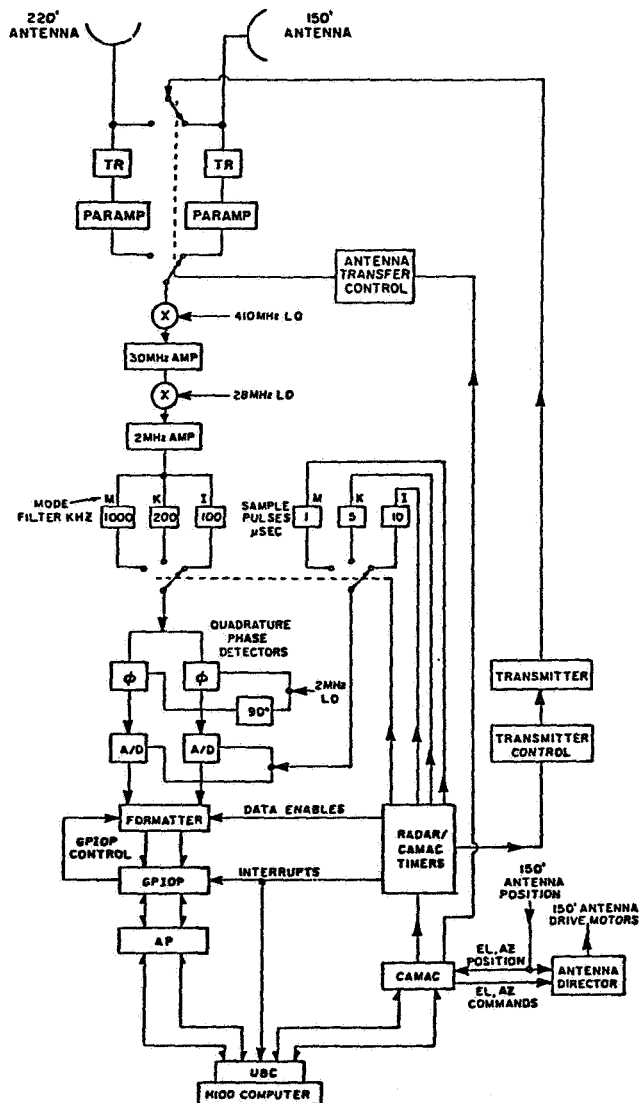 220' ANTENNA
150' ANTENNA
TR
TR
PARAMP
PARAMP
ANTENNA
TRANSFER
CONTROL
X
410MHz LO
30MHz AMP
X
28MHz LO
2MHz AMP
MODE
FILTER KHZ
M
K
I
1000
200
100
SAMPLE
PULSES
μSEC
M
K
I
1
5
10
QUADRATURE
PHASE
DETECTORS
Φ
Φ
90°
2MHz
LO
A/D
A/D
TRANSMITTER
TRANSMITTER
CONTROL
FORMATTER
DATA ENABLES
RADAR/
CAMAC
TIMERS
GPIOP
CONTROL
GPIOP
INTERRUPTS
150'
ANTENNA
POSITION
150' ANTENNA
DRIVE MOTORS
AP
CAMAC
EL, AZ
POSITION
EL, AZ
COMMANDS
ANTENNA
DIRECTOR
UBC
H100 COMPUTER